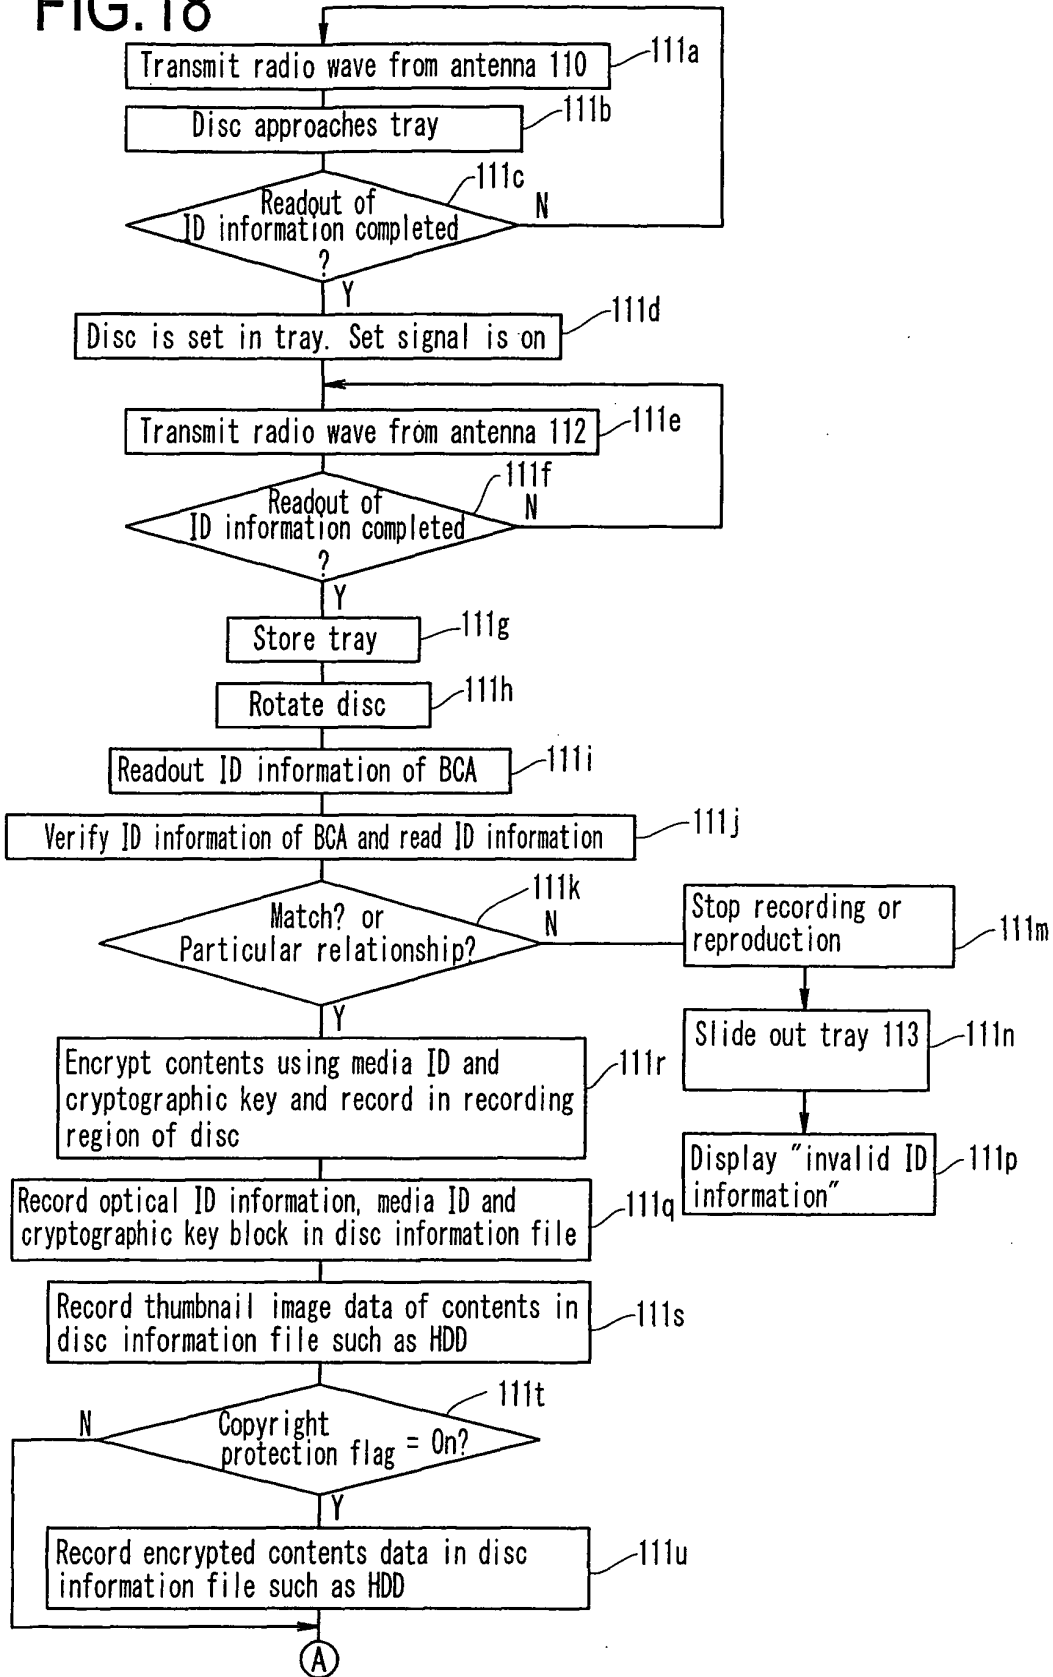 FIG.18
Transmit radio wave from antenna 110
111a
Disc approaches tray
111b
Readout of
ID information completed
?
111c
N
Y
Disc is set in tray. Set signal is on
111d
Transmit radio wave from antenna 112
111e
Readout of
ID information completed
?
111f
N
Y
Store tray
111g
Rotate disc
111h
Readout ID information of BCA
111i
Verify ID information of BCA and read ID information
111j
Match? or
Particular relationship?
111k
N
Y
Stop recording or
reproduction
111m
Slide out tray 113
111n
Display "invalid ID
information"
111p
Encrypt contents using media ID and
cryptographic key and record in recording
region of disc
111r
Record optical ID information, media ID and
cryptographic key block in disc information file
111q
Record thumbnail image data of contents in
disc information file such as HDD
111s
Copyright
protection flag = On?
111t
N
Y
Record encrypted contents data in disc
information file such as HDD
111u
A